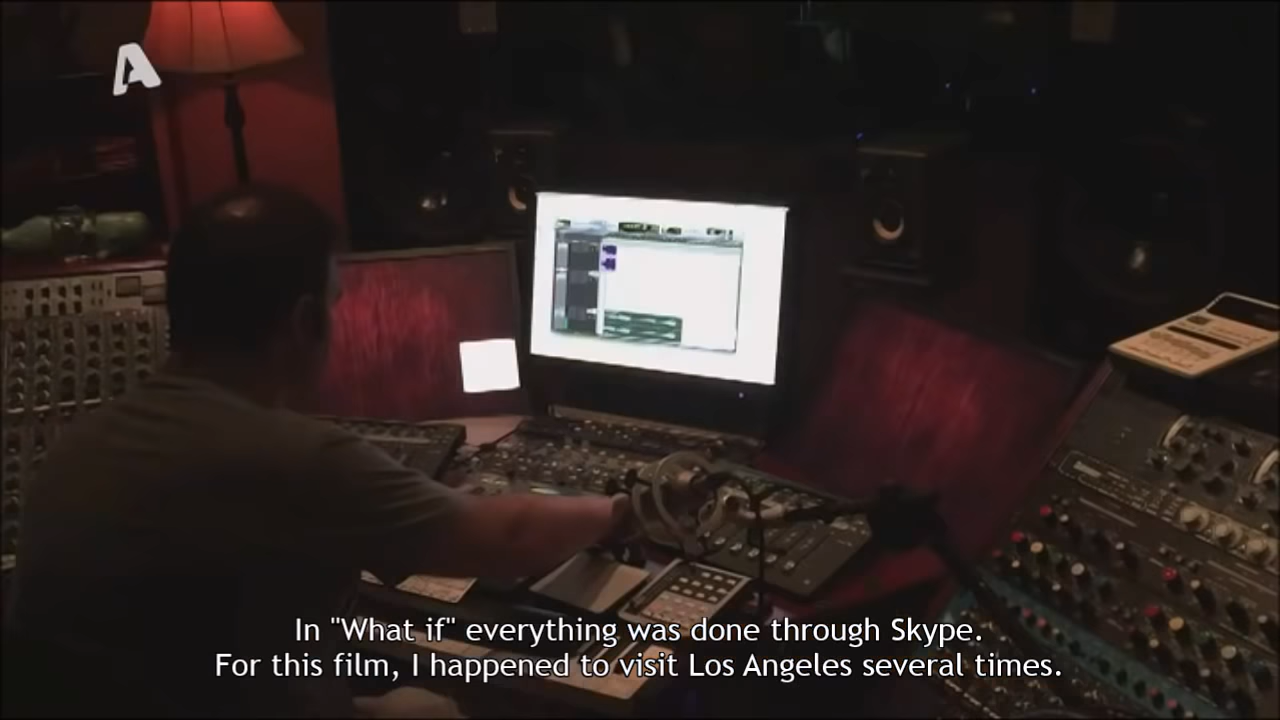 In "What if" everything was done through Skype.
For this film, I happened to visit Los Angeles several times.